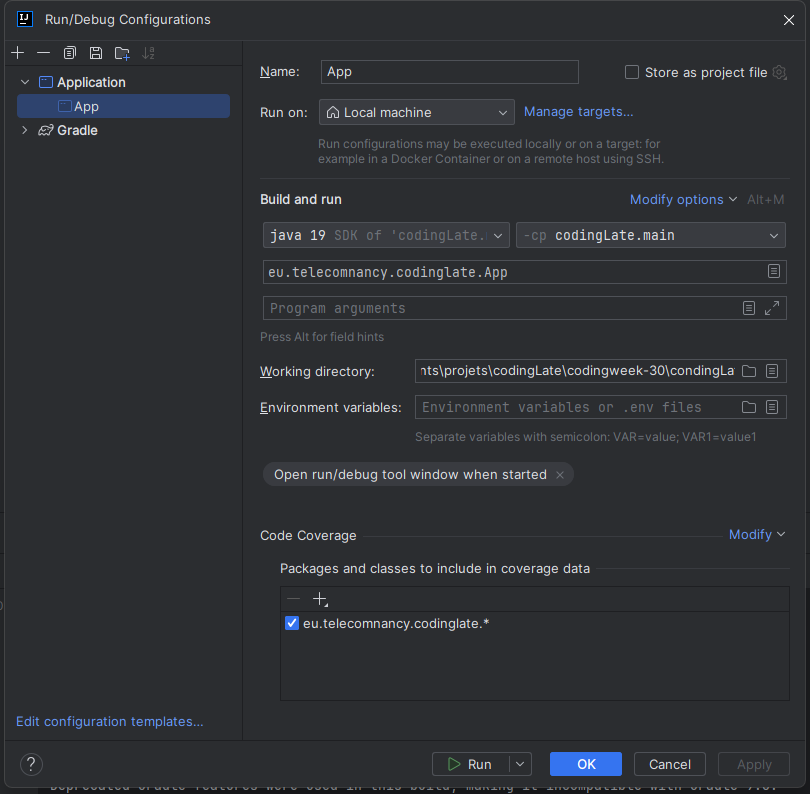 Run/Debug Configurations
Application
App
Gradle
Edit configuration templates...
Name:
App
Store as project file
Run on:
Local machine
Manage targets...
Run configurations may be executed locally or on a target: for
example in a Docker Container or on a remote host using SSH.
Build and run
Modify options
Alt+M
java 19 SDK of 'codingLate.
-cp codingLate.main
eu.telecomnancy.codinglate.App
Program arguments
Press Alt for field hints
Working directory:
nts\projets\codingLate\codingweek-30\condingLa
Environment variables:
Environment variables or .env files
Separate variables with semicolon: VAR=value; VAR1=value1
Open run/debug tool window when started
Code Coverage
Modify
Packages and classes to include in coverage data
eu.telecomnancy.codinglate.*
?
Run
OK
Cancel
Apply